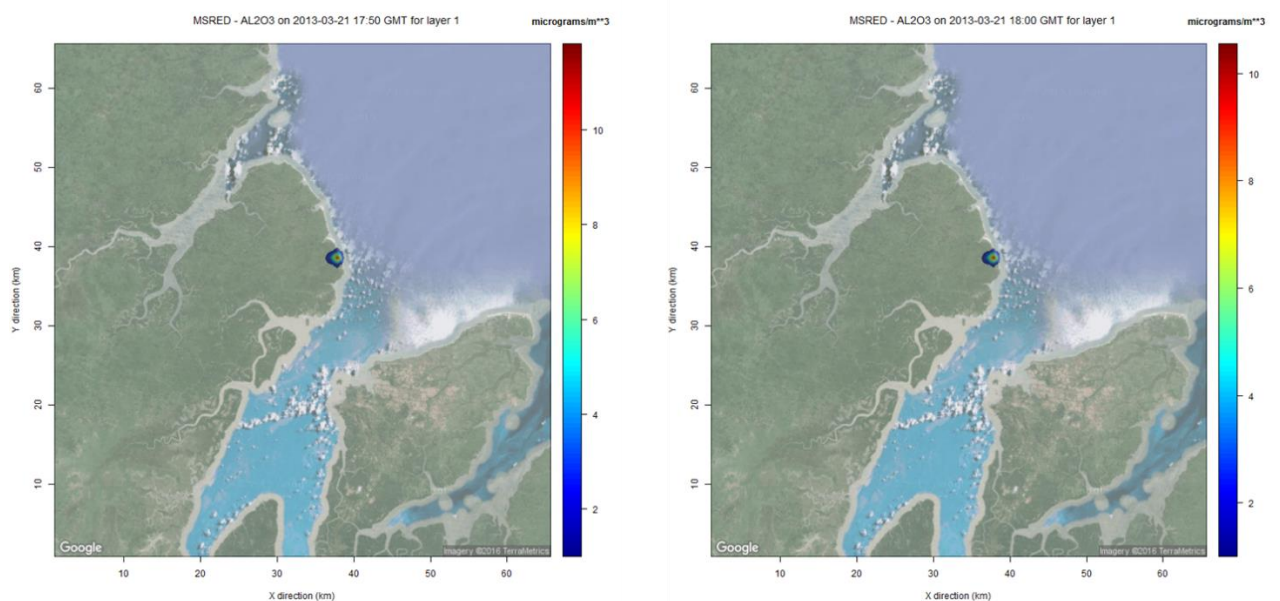 MSRED - AL2O3 on 2013-03-21 17:50 GMT for layer 1
micrograms/m**3
60
50
40
30
20
10
Y direction (km)
10
8
6
4
2
Google
Imagery ©2016 TerraMetrics
10 20 30 40 50 60
X direction (km)
MSRED - AL2O3 on 2013-03-21 18:00 GMT for layer 1
micrograms/m**3
60
50
40
30
20
10
Y direction (km)
10
8
6
4
2
Google
Imagery ©2016 TerraMetrics
10 20 30 40 50 60
X direction (km)